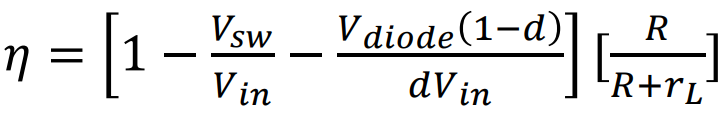 η = [1 − V_sw/V_in − V_diode(1−d)/dV_in] [R/R+r_L]